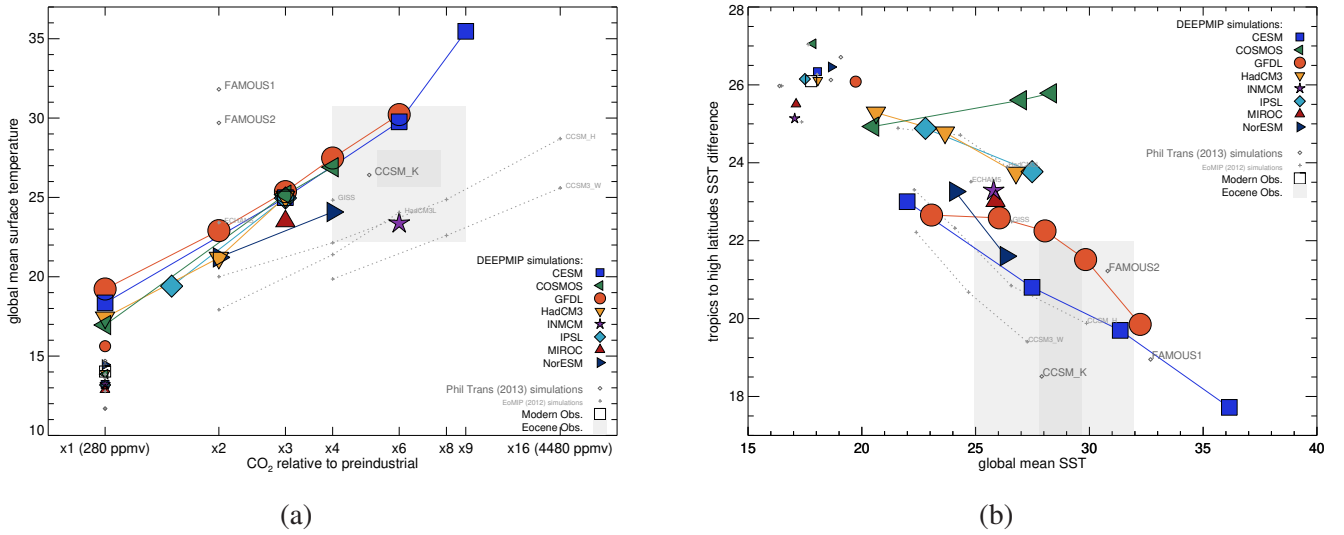 global mean surface temperature
35
30
25
20
15
10
FAMOUS1
FAMOUS2
CCSM_H
CCSM_K
CCSM3_W
GISS
HadCM3L
DEEPMIP simulations:
CESM
COSMOS
GFDL
HadCM3
INMCM
IPSL
MIROC
NorESM
Phil Trans (2013) simulations
EoMIP (2012) simulations
Modern Obs.
Eocene Obs.
x1 (280 ppmv)
x2
x3
x4
x6
x8
x9
x16 (4480 ppmv)
CO2 relative to preindustrial
(a)
tropics to high latitudes SST difference
28
26
24
22
20
18
DEEPMIP simulations:
CESM
COSMOS
GFDL
HadCM3
INMCM
IPSL
MIROC
NorESM
Phil Trans (2013) simulations
EoMIP (2012) simulations
Modern Obs.
Eocene Obs.
ECHAM5
GISS
FAMOUS2
CCSM_H
CCSM3_W
FAMOUS1
CCSM_K
15
20
25
30
35
40
global mean SST
(b)